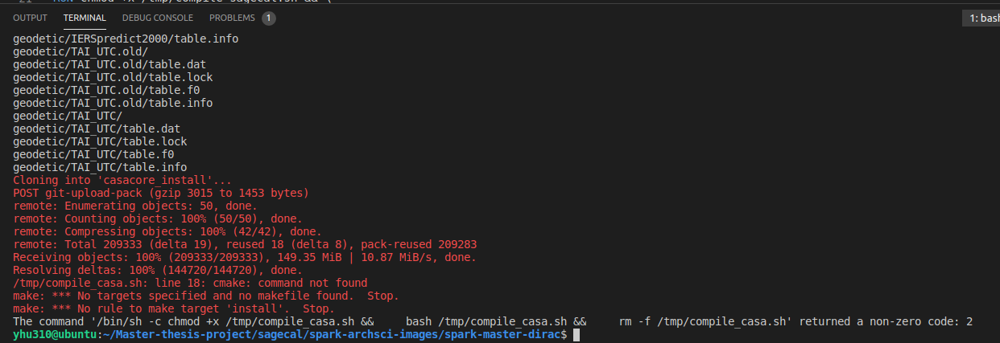 OUTPUT TERMINAL DEBUG CONSOLE PROBLEMS 1 1: bash
geodetic/IERSpredict2000/table.info
geodetic/TAI_UTC.old/
geodetic/TAI_UTC.old/table.dat
geodetic/TAI_UTC.old/table.lock
geodetic/TAI_UTC.old/table.f0
geodetic/TAI_UTC.old/table.info
geodetic/TAI_UTC/
geodetic/TAI_UTC/table.dat
geodetic/TAI_UTC/table.lock
geodetic/TAI_UTC/table.f0
geodetic/TAI_UTC/table.info
Cloning into 'casacore_install'...
POST git-upload-pack (gzip 3015 to 1453 bytes)
remote: Enumerating objects: 50, done.
remote: Counting objects: 100% (50/50), done.
remote: Compressing objects: 100% (42/42), done.
remote: Total 209333 (delta 19), reused 18 (delta 8), pack-reused 209283
Receiving objects: 100% (209333/209333), 149.35 MiB | 10.87 MiB/s, done.
Resolving deltas: 100% (144720/144720), done.
/tmp/compile_casa.sh: line 18: cmake: command not found
make: *** No targets specified and no makefile found.  Stop.
make: *** No rule to make target 'install'.  Stop.
The command '/bin/sh -c chmod +x /tmp/compile_casa.sh &&     bash /tmp/compile_casa.sh &&     rm -f /tmp/compile_casa.sh' returned a non-zero code: 2
yhu310@ubuntu:~/Master-thesis-project/sagecal/spark-archsci-images/spark-master-dirac$